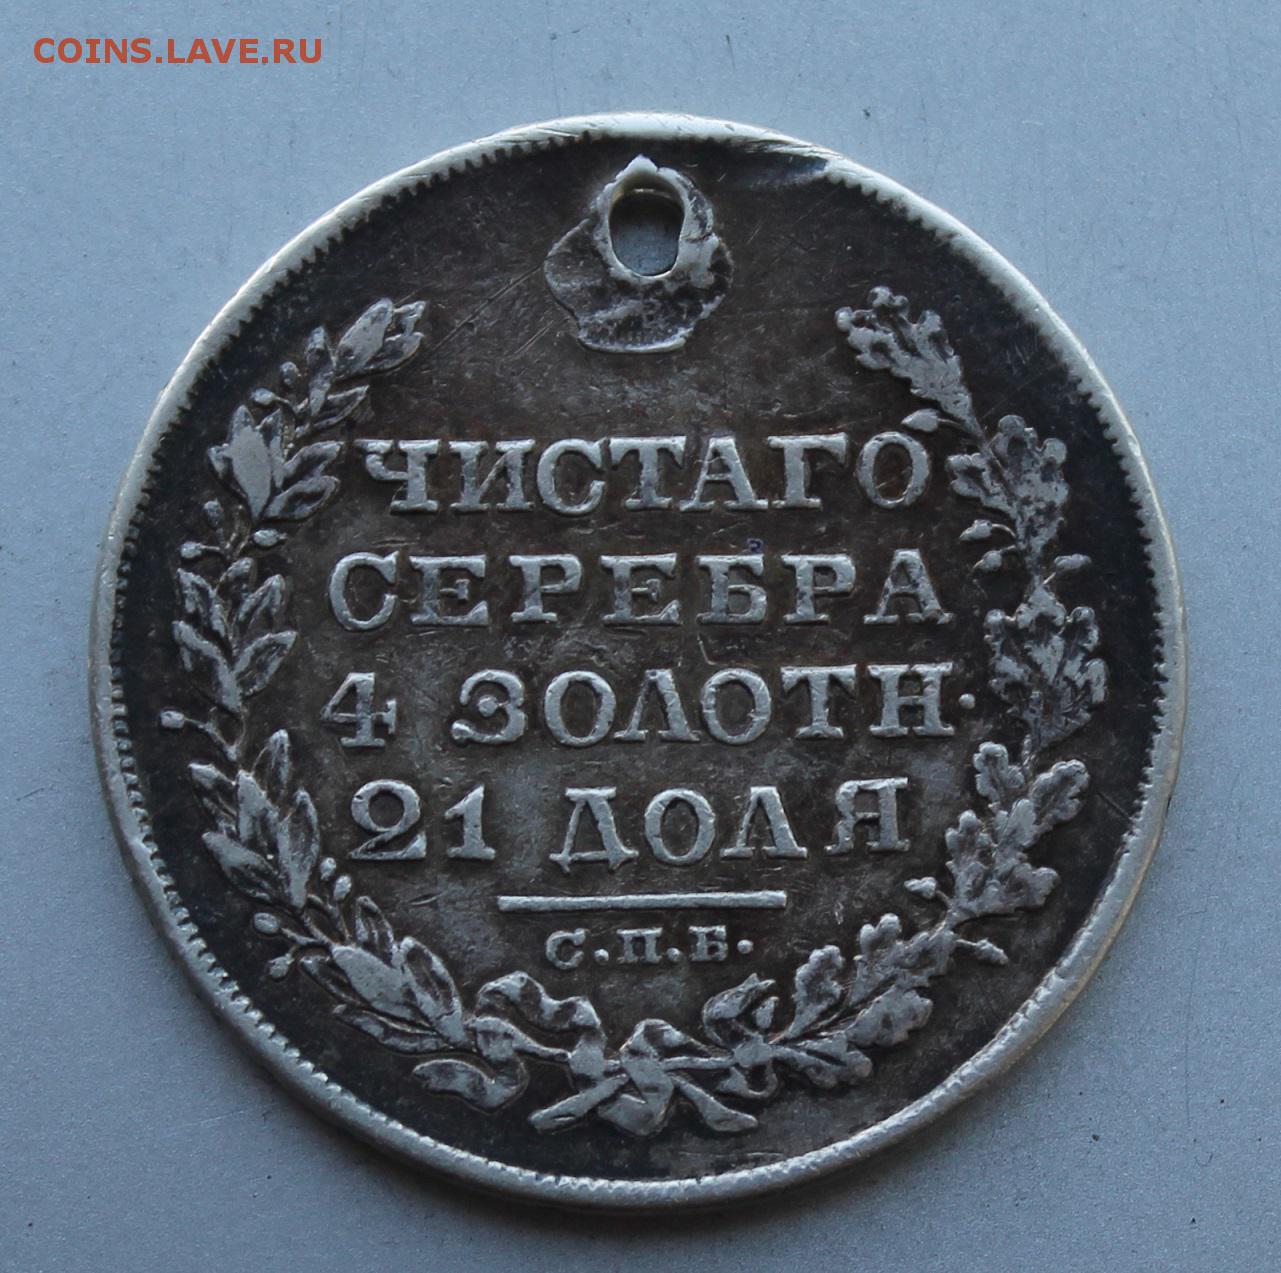 COINS.LAVE.RU
ЧИСТАГО
СЕРЕБРА
4 ЗОЛОТН.
21 ДОЛЯ
С.П.Б.